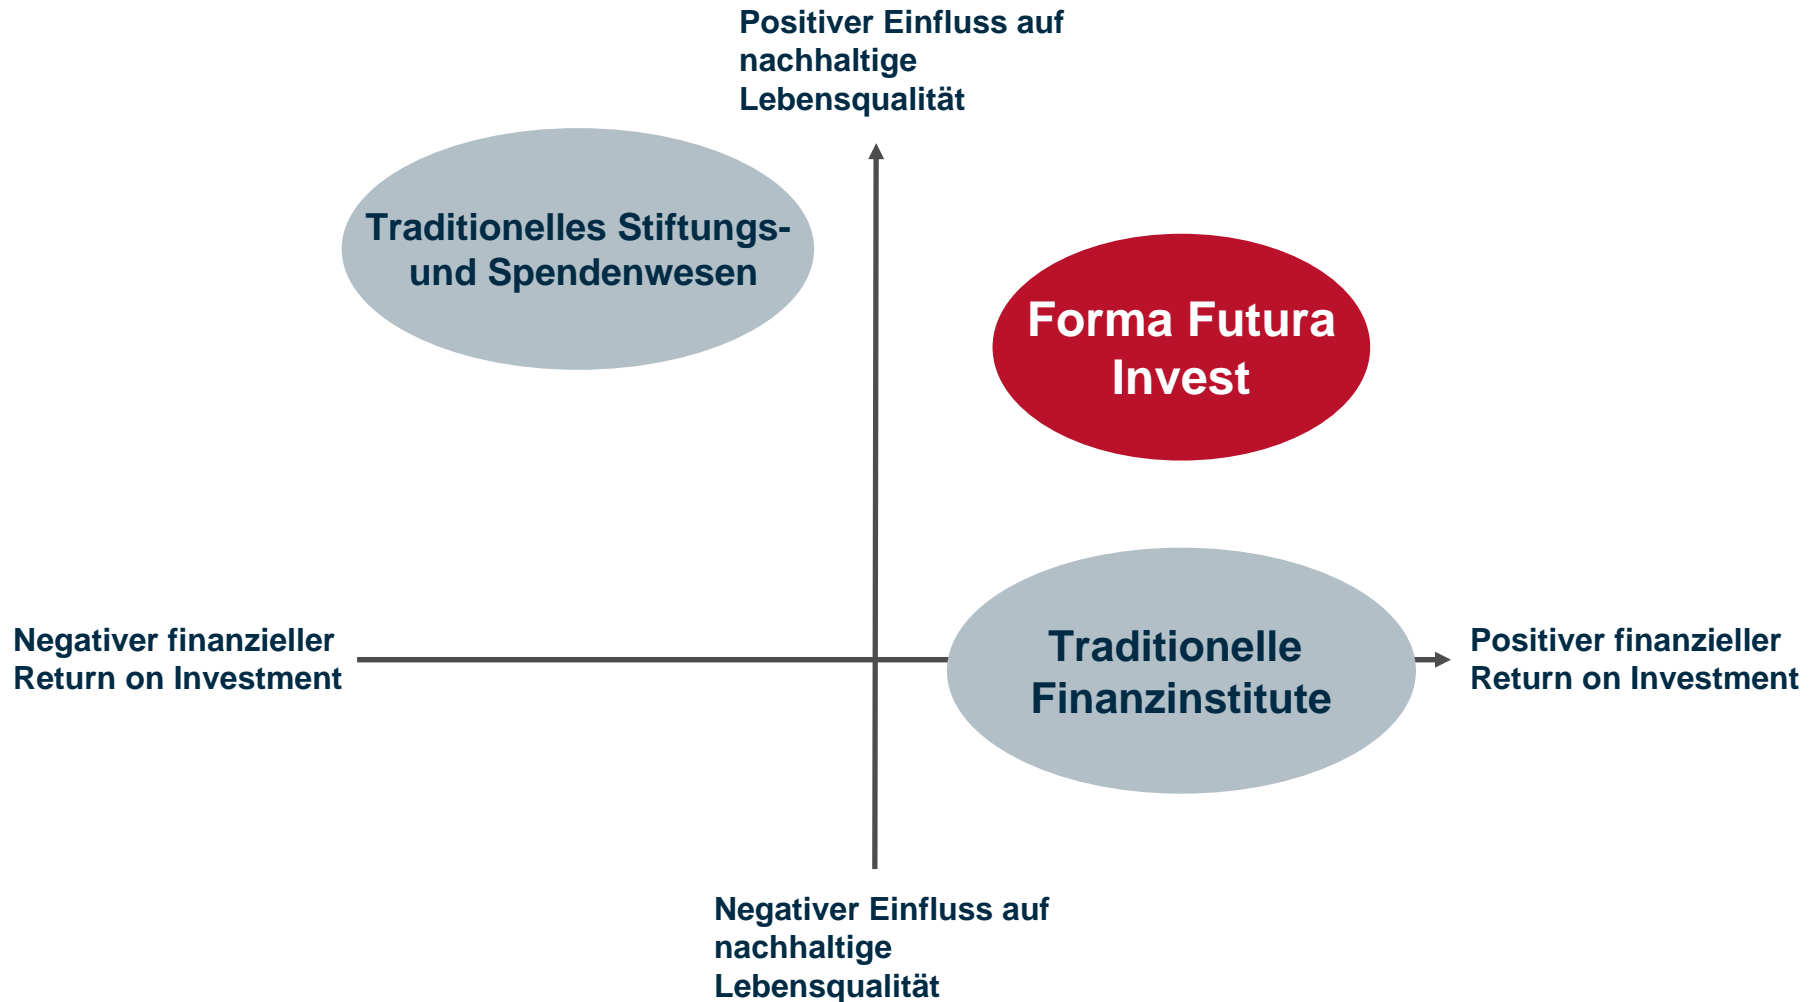 Positiver Einfluss auf
nachhaltige
Lebensqualität
Traditionelles Stiftungs-
und Spendenwesen
Forma Futura
Invest
Negativer finanzieller
Return on Investment
Traditionelle
Finanzinstitute
Positiver finanzieller
Return on Investment
Negativer Einfluss auf
nachhaltige
Lebensqualität